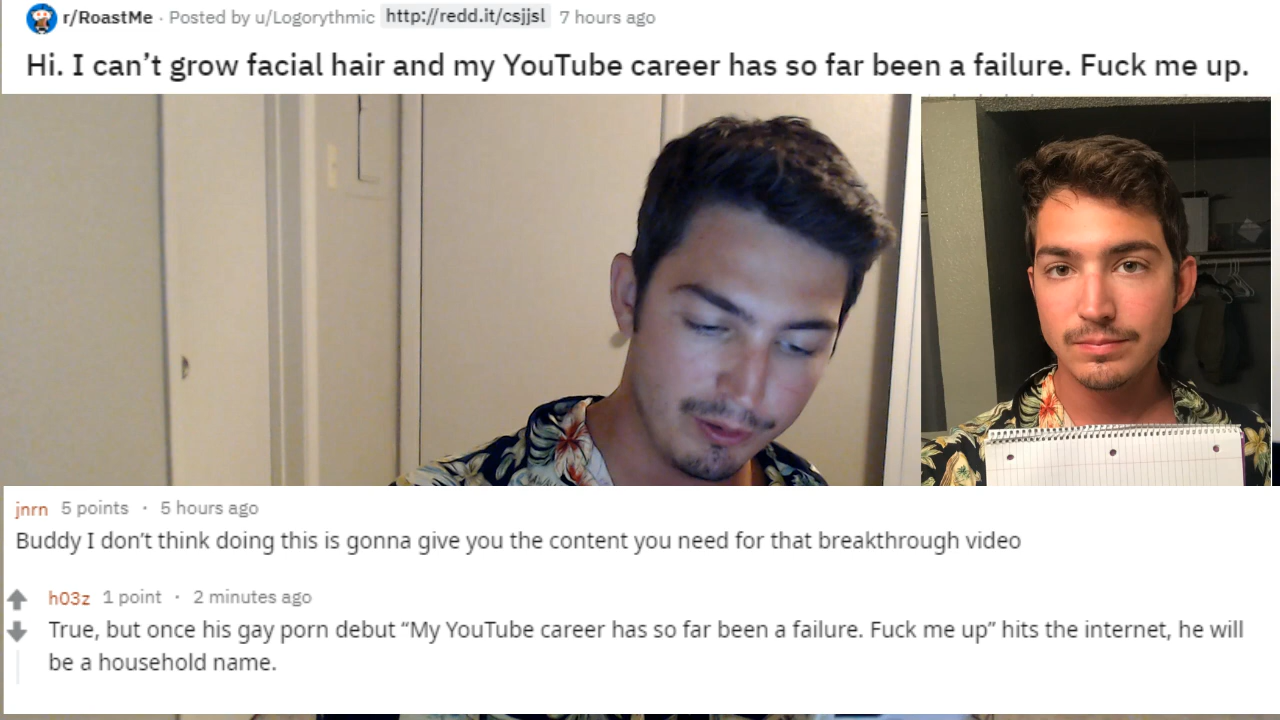 r/RoastMe · Posted by u/Logorythmic http://redd.it/csjjsl 7 hours ago
Hi. I can’t grow facial hair and my YouTube career has so far been a failure. Fuck me up.
jnrn 5 points · 5 hours ago
Buddy I don’t think doing this is gonna give you the content you need for that breakthrough video
h03z 1 point · 2 minutes ago
True, but once his gay porn debut “My YouTube career has so far been a failure. Fuck me up” hits the internet, he will
be a household name.